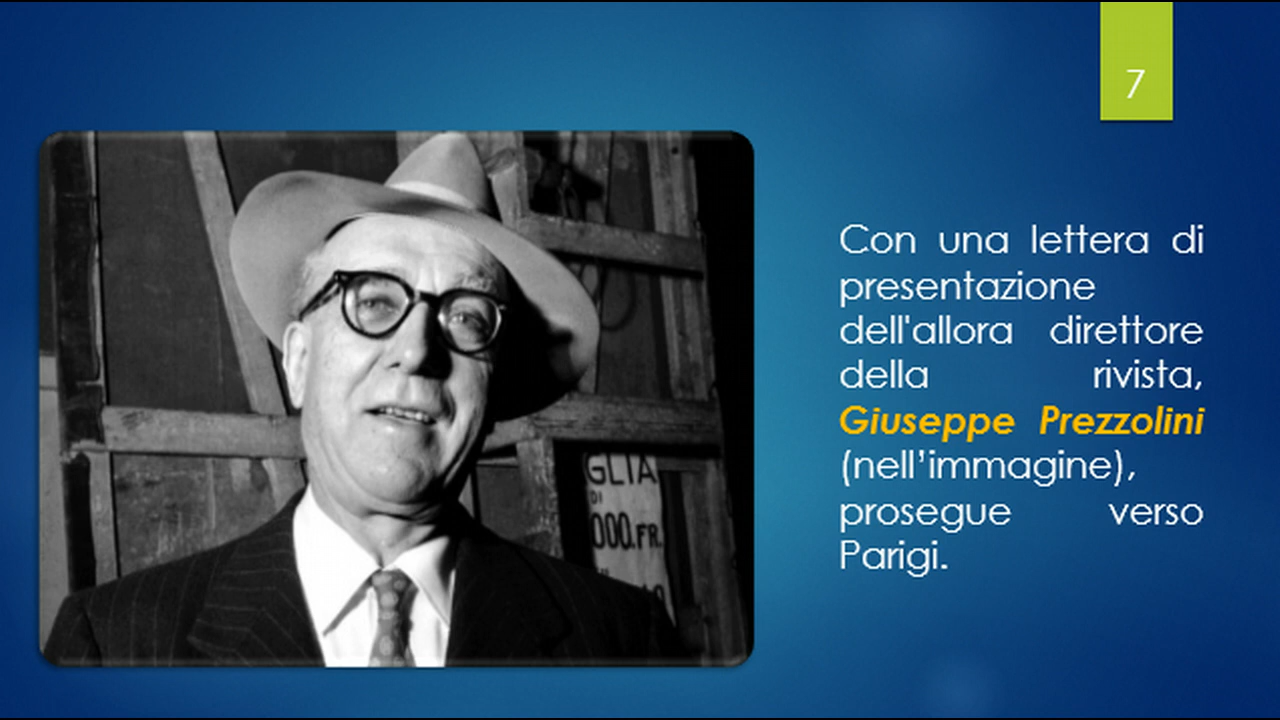 7
Con una lettera di
presentazione
dell'allora direttore
della rivista,
Giuseppe Prezzolini
(nell'immagine),
prosegue verso
Parigi.
GLIA
DI
000.FR.